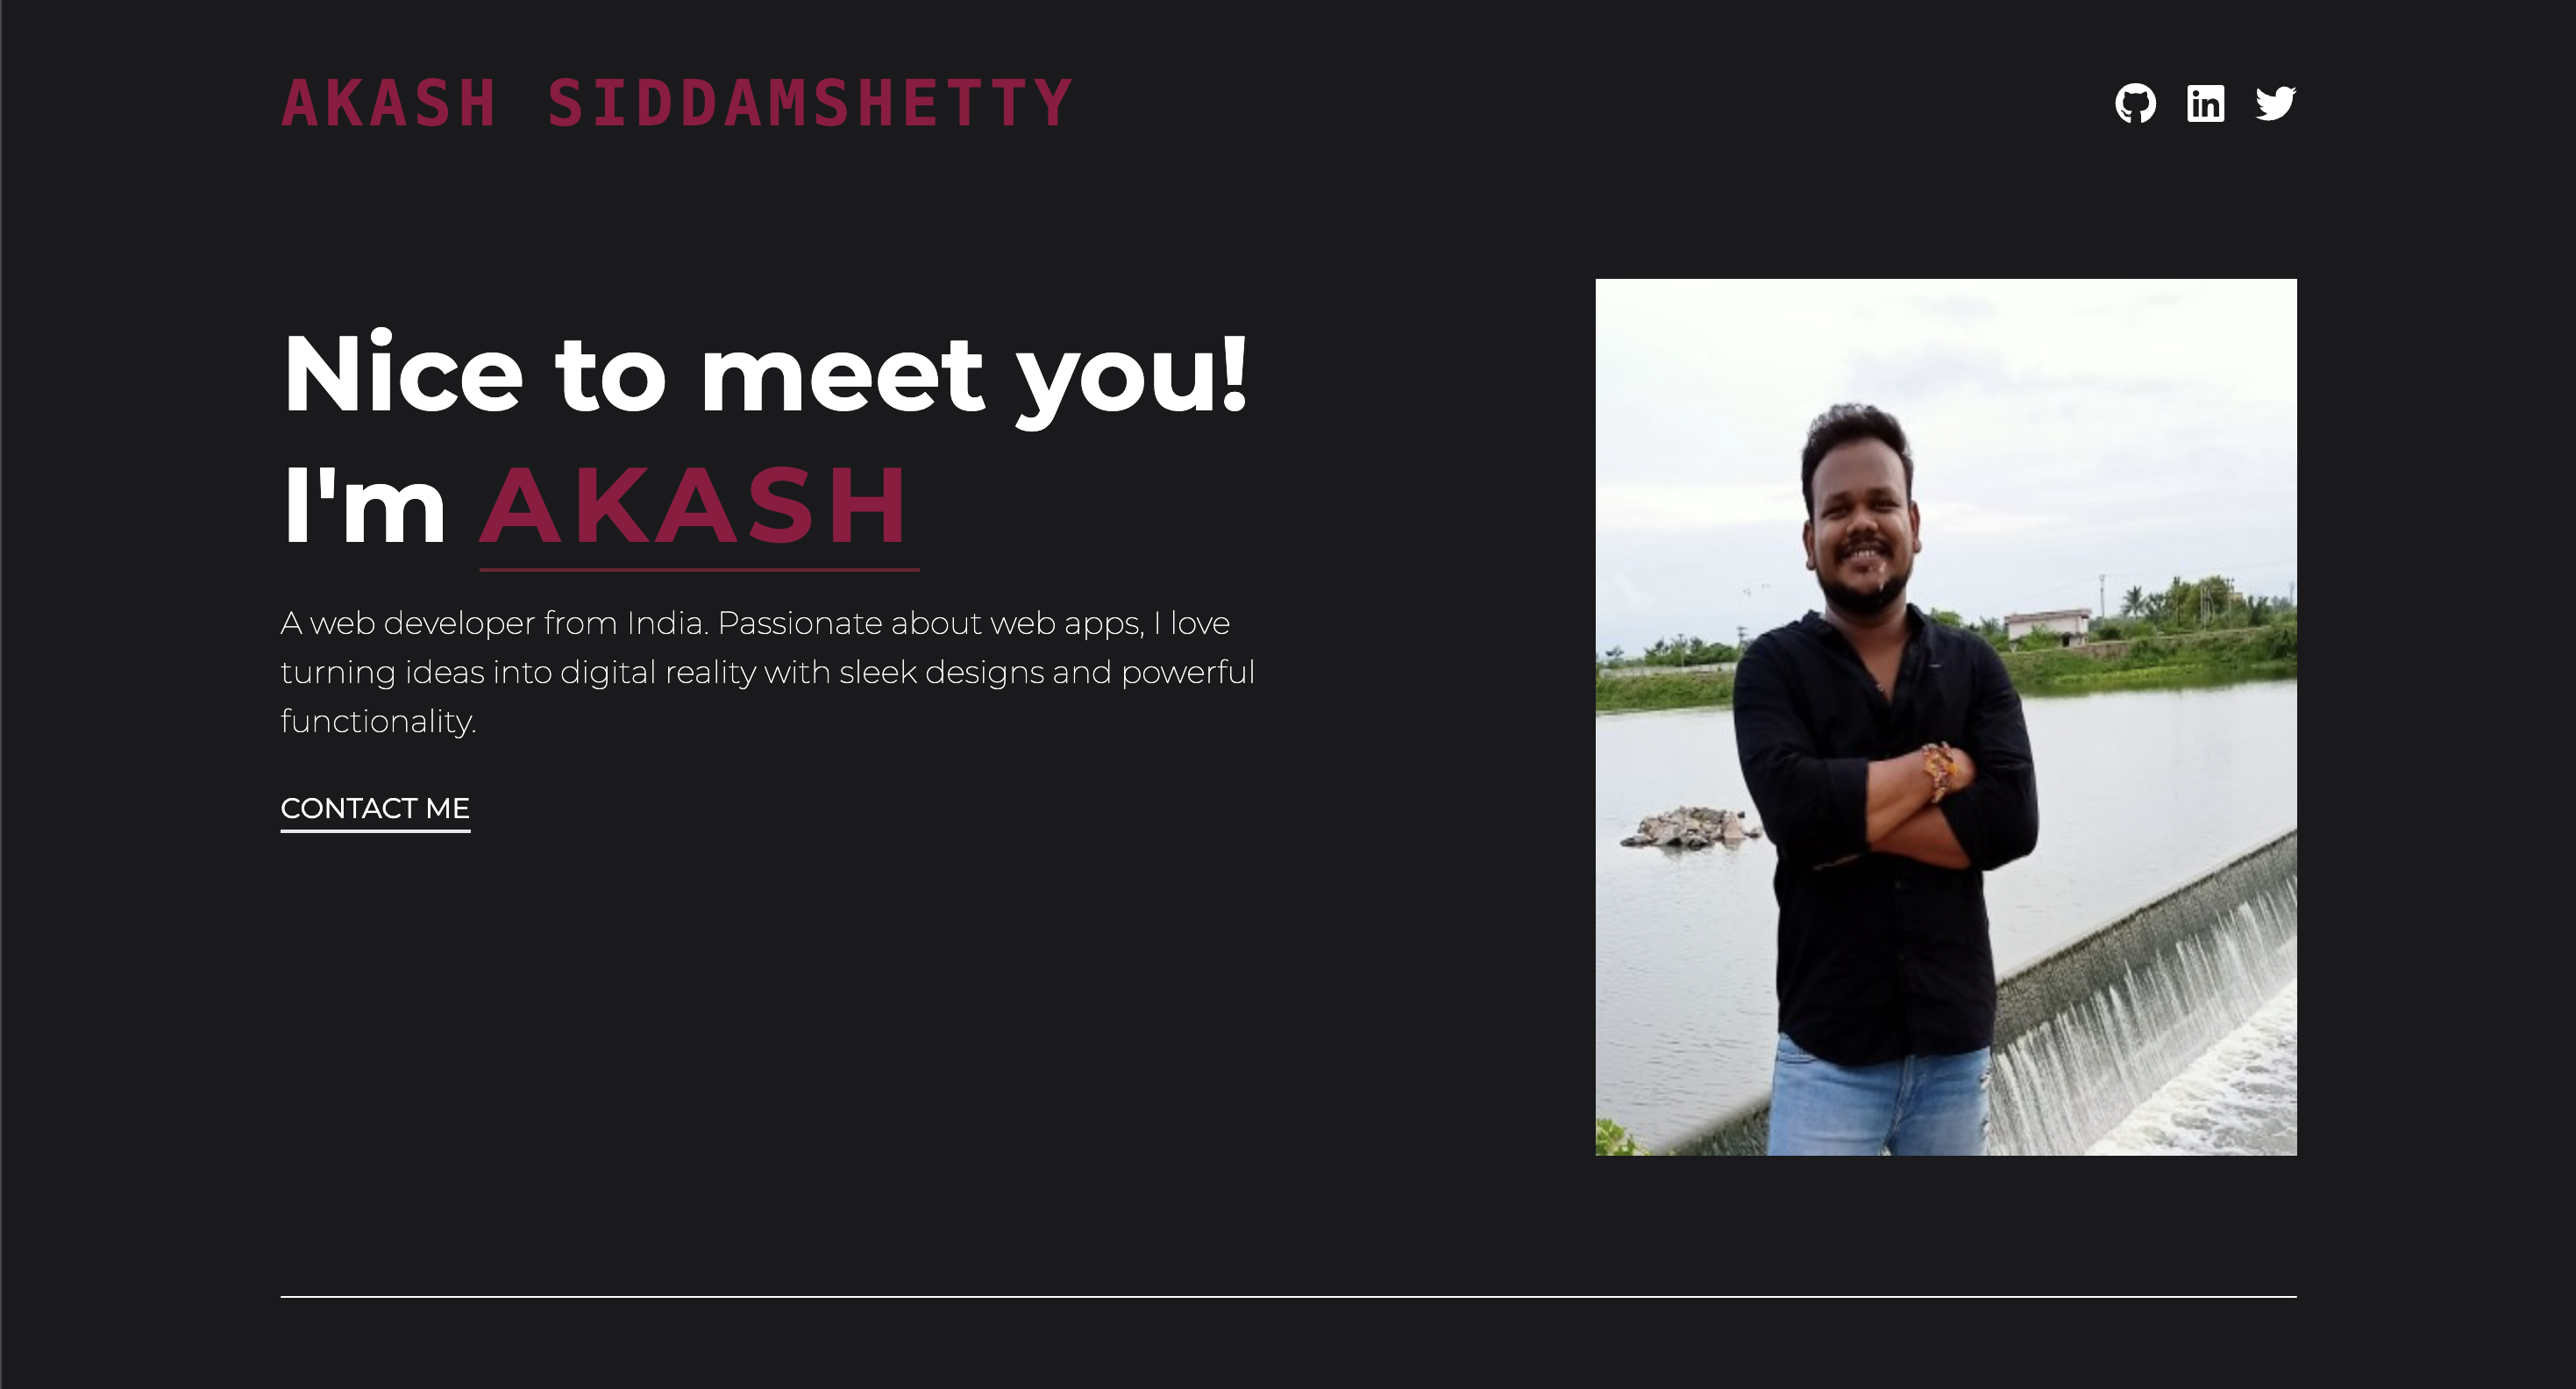 AKASH SIDDAMSHETTY
Nice to meet you!
I'm AKASH
A web developer from India. Passionate about web apps, I love
turning ideas into digital reality with sleek designs and powerful
functionality.
CONTACT ME